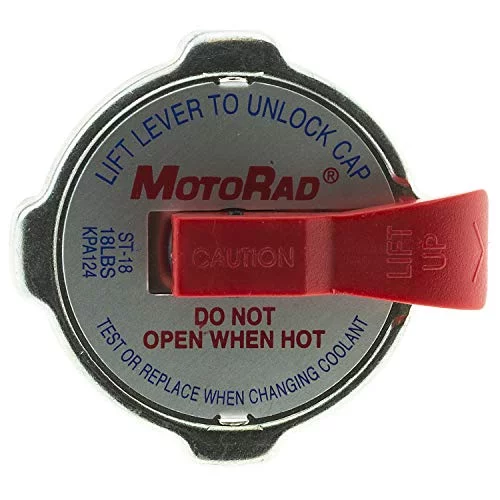 LIFT LEVER TO UNLOCK CAP
MOTORAD®
ST-18
18LBS
KPA124
CAUTION
LIFT
UP
DO NOT
OPEN WHEN HOT
TEST OR REPLACE WHEN CHANGING COOLANT